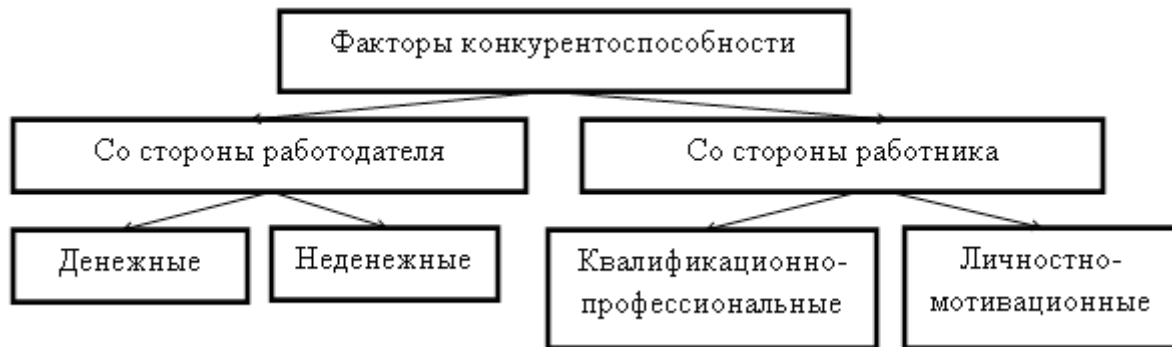 Факторы конкурентоспособности
Со стороны работодателя
Со стороны работника
Денежные
Неденежные
Квалификационно-
профессиональные
Личностно-
мотивационные